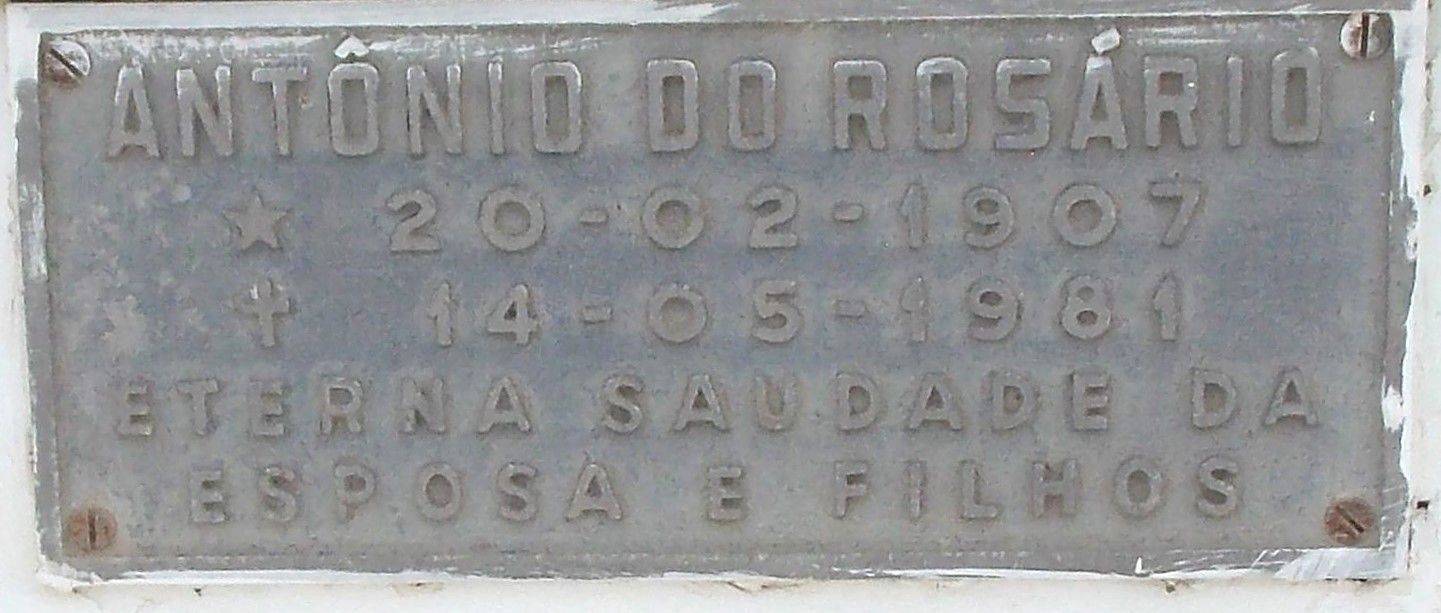 ANTÔNIO DO ROSÁRIO
★ 20-02-1907
✝ 14-05-1981
ETERNA SAUDADE DA
ESPOSA E FILHOS